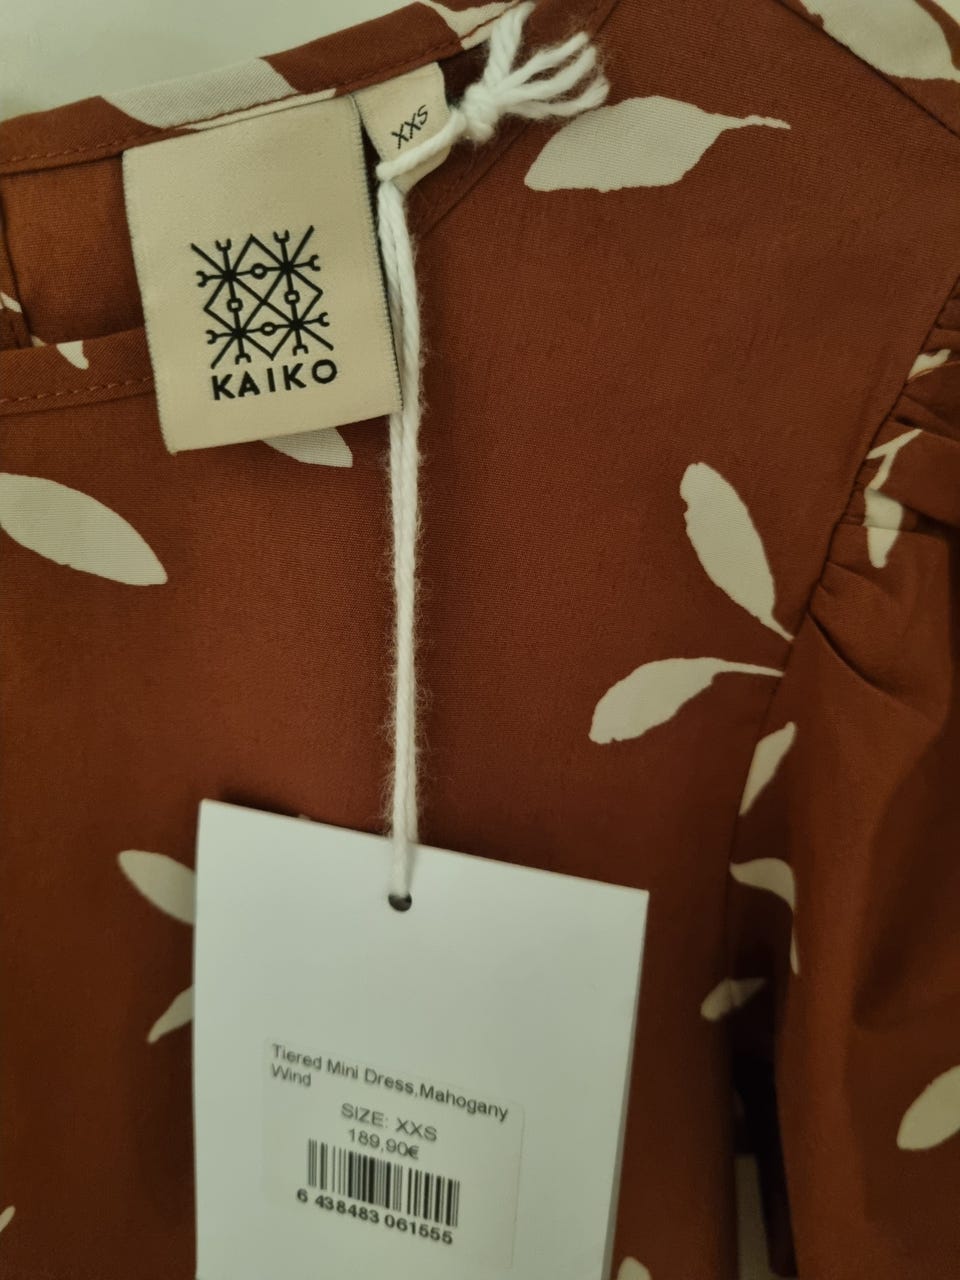 XXS
KAIKO
Tiered Mini Dress,Mahogany
Wind
SIZE: XXS
189,90€
6 438483 061555